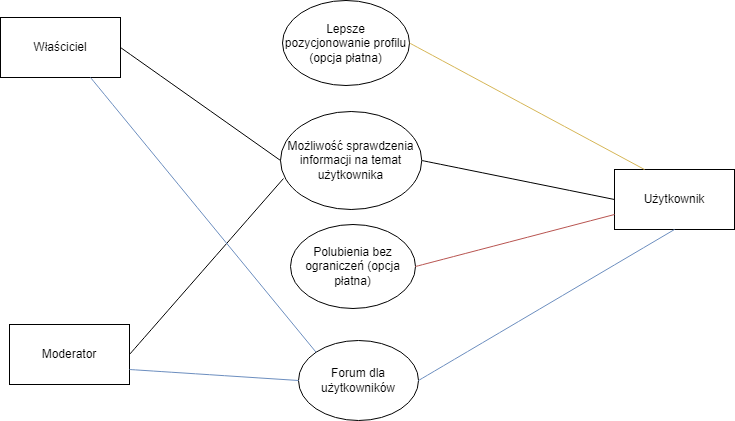 Właściciel
Lepsze
pozycjonowanie profilu
(opcja płatna)
Możliwość sprawdzenia
informacji na temat
użytkownika
Użytkownik
Polubienia bez
ograniczeń (opcja
płatna)
Moderator
Forum dla
użytkowników